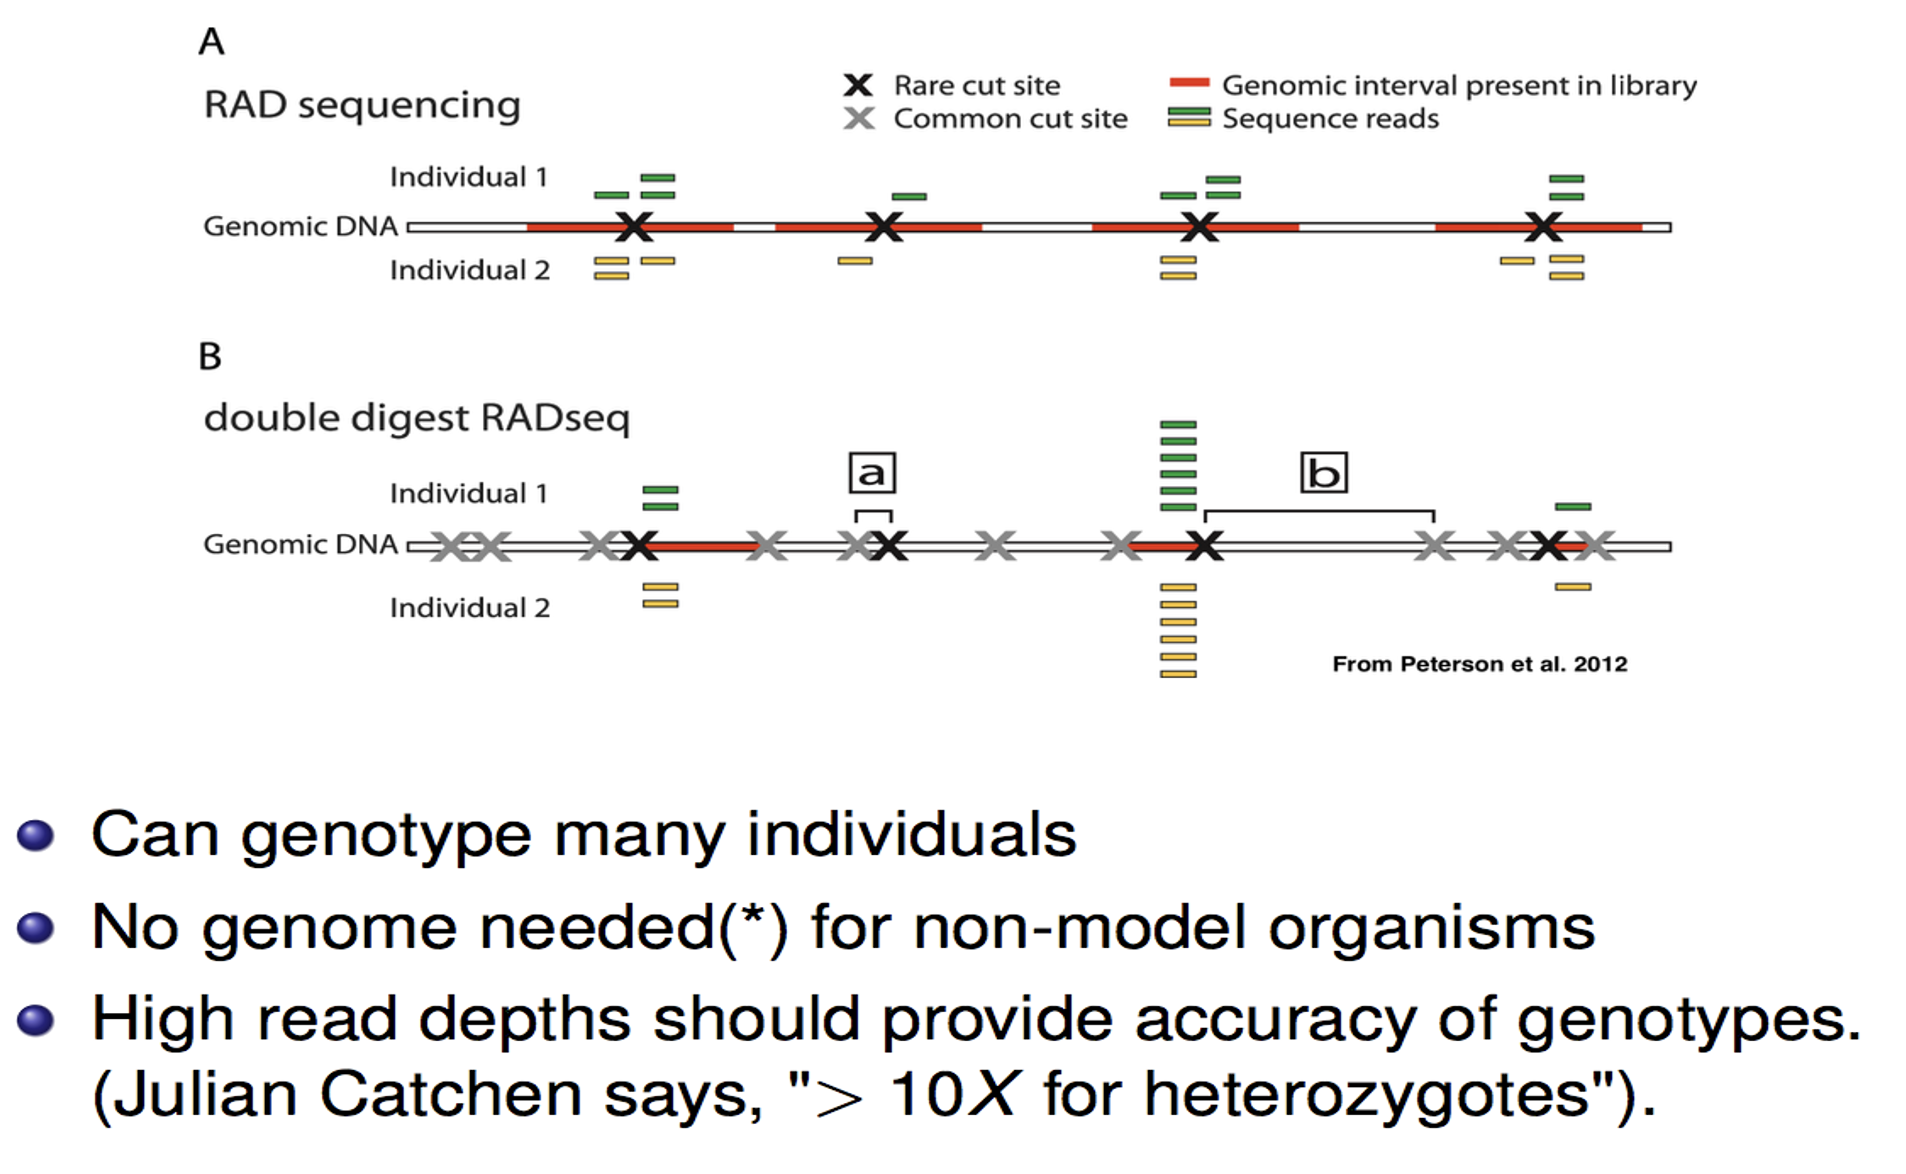 A
RAD sequencing
Rare cut site
Genomic interval present in library
Common cut site
Sequence reads
Individual 1
Genomic DNA
Individual 2
B
double digest RADseq
a
b
Individual 1
Genomic DNA
Individual 2
From Peterson et al. 2012
Can genotype many individuals
No genome needed(*) for non-model organisms
High read depths should provide accuracy of genotypes.
(Julian Catchen says, "> 10X for heterozygotes").